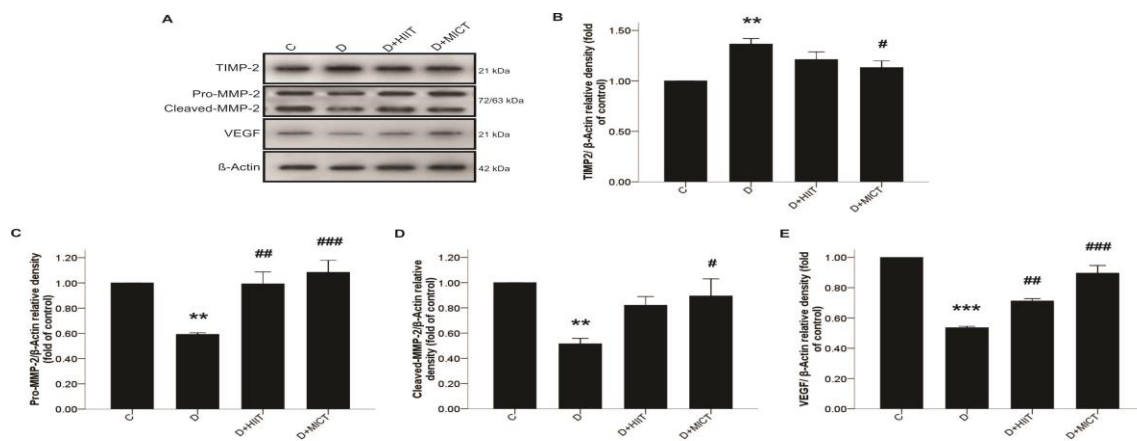 A
C D D+HIIT D+MICT
TIMP-2 21 kDa
Pro-MMP-2
72/63 kDa
Cleaved-MMP-2
VEGF 21 kDa
ß-Actin 42 kDa
B
TIMP2/ β-Actin relative density (fold
of control)
1.50
1.00
0.50
0.00
** #
C D D+HIIT D+MICT
C
Pro-MMP-2/β-Actin relative density
(fold of control)
1.20
1.00
0.80
0.60
0.40
0.20
0.00
** ## ###
C D D+HIIT D+MICT
D
Cleaved-MMP-2/β-Actin relative
density (fold of control)
1.20
1.00
0.80
0.60
0.40
0.20
0.00
** #
C D D+HIIT D+MICT
E
VEGF/ β-Actin relative density (fold
of control)
1.00
0.80
0.60
0.40
0.20
0.00
*** ## ###
C D D+HIIT D+MICT